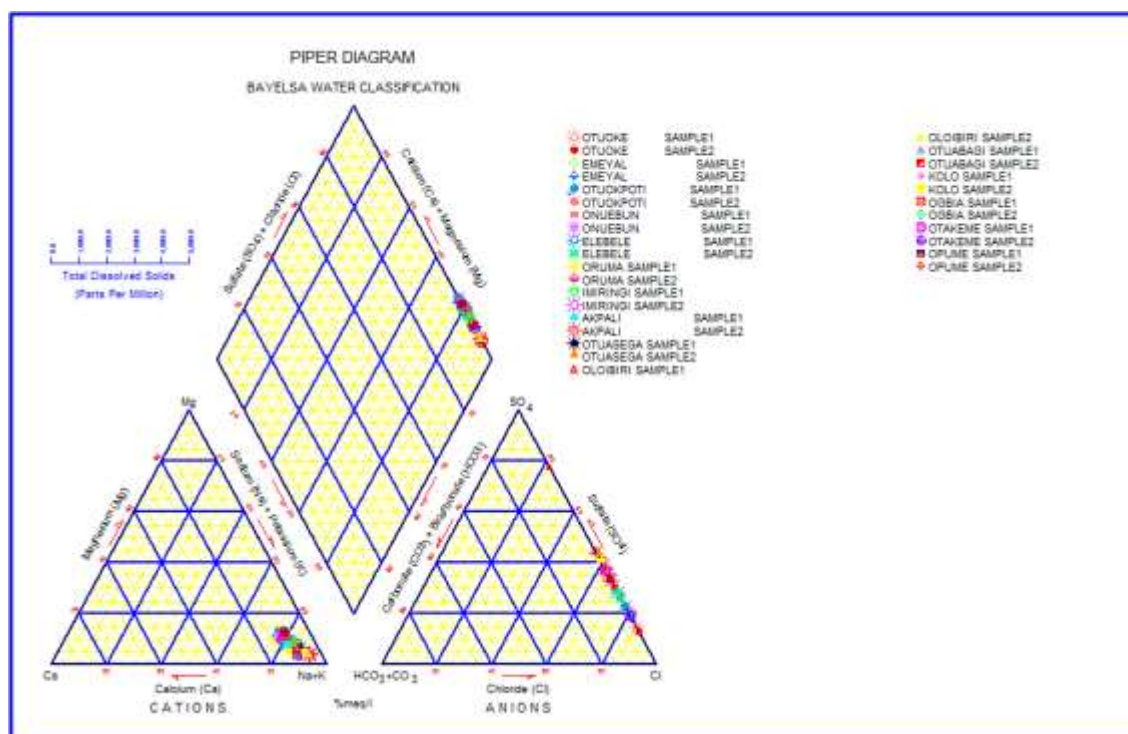 PIPER DIAGRAM
BAYELSA WATER CLASSIFICATION
Sulfate (SO4) + Chloride (Cl)
Calcium (Ca) + Magnesium (Mg)
Total Dissolved Solids
(Parts Per Million)
OTUOKE SAMPLE1
OTUOKE SAMPLE2
EMEYAL SAMPLE1
EMEYAL SAMPLE2
OTUOKPOTI SAMPLE1
OTUOKPOTI SAMPLE2
ONUEBUN SAMPLE1
ONUEBUN SAMPLE2
ELEBELE SAMPLE1
ELEBELE SAMPLE2
ORUMA SAMPLE1
ORUMA SAMPLE2
IMIRINGI SAMPLE1
IMIRINGI SAMPLE2
AKPALI SAMPLE1
AKPALI SAMPLE2
OTUASEGA SAMPLE1
OTUASEGA SAMPLE2
OLOIBIRI SAMPLE1
OLOIBIRI SAMPLE2
OTUABAGI SAMPLE1
OTUABAGI SAMPLE2
KOLO SAMPLE1
KOLO SAMPLE2
OGBIA SAMPLE1
OGBIA SAMPLE2
OTAKEME SAMPLE1
OTAKEME SAMPLE2
OPUME SAMPLE1
OPUME SAMPLE2
Mg
SO4
Magnesium (Mg)
Sodium (Na) + Potassium (K)
Carbonate (CO3) + Bicarbonate (HCO3)
Sulfate (SO4)
Ca
Na+K
HCO3+CO3
Cl
Calcium (Ca)
Chloride (Cl)
CATIONS
%meq/l
ANIONS